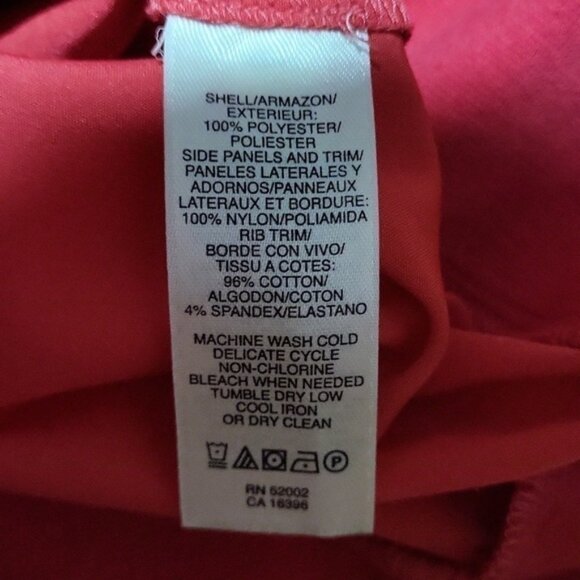 SHELL/ARMAZON/
EXTERIEUR:
100% POLYESTER/
POLIESTER
SIDE PANELS AND TRIM/
PANELES LATERALES Y
ADORNOS/PANNEAUX
LATERAUX ET BORDURE:
100% NYLON/POLIAMIDA
RIB TRIM/
BORDE CON VIVO/
TISSU A COTES:
96% COTTON/
ALGODON/COTON
4% SPANDEX/ELASTANO
MACHINE WASH COLD
DELICATE CYCLE
NON-CHLORINE
BLEACH WHEN NEEDED
TUMBLE DRY LOW
COOL IRON
OR DRY CLEAN
P
RN 52002
CA 16396